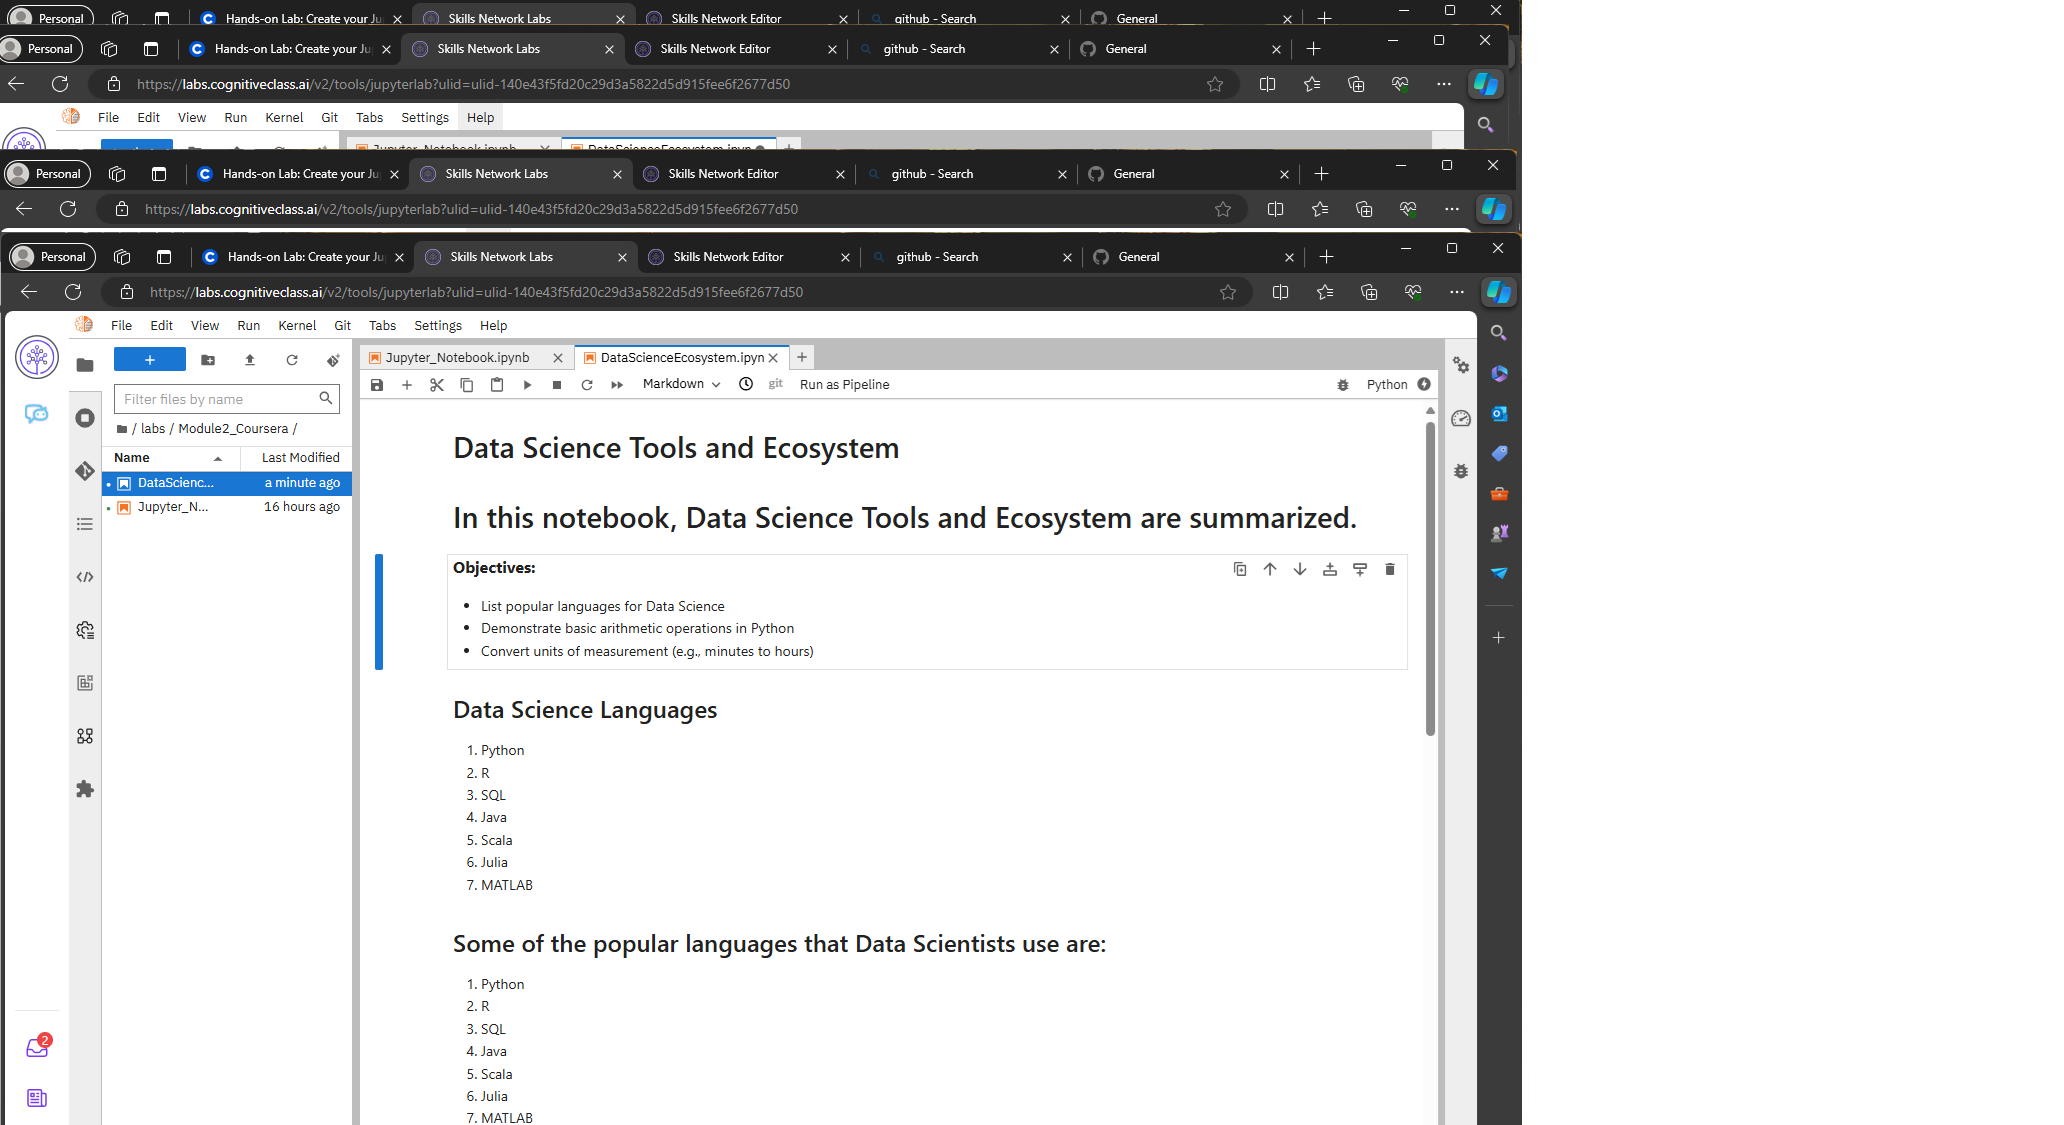 Personal Hands-on Lab: Create your Ju Skills Network Labs Skills Network Editor github - Search General
Personal Hands-on Lab: Create your Ju Skills Network Labs Skills Network Editor github - Search General
https://labs.cognitiveclass.ai/v2/tools/jupyterlab?ulid=ulid-140e43f5fd20c29d3a5822d5d915fee6f2677d50
File Edit View Run Kernel Git Tabs Settings Help
Jupyter_Notebook.ipynb DataScienceEcosystem.ipyn
Personal Hands-on Lab: Create your Ju Skills Network Labs Skills Network Editor github - Search General
https://labs.cognitiveclass.ai/v2/tools/jupyterlab?ulid=ulid-140e43f5fd20c29d3a5822d5d915fee6f2677d50
Personal Hands-on Lab: Create your Ju Skills Network Labs Skills Network Editor github - Search General
https://labs.cognitiveclass.ai/v2/tools/jupyterlab?ulid=ulid-140e43f5fd20c29d3a5822d5d915fee6f2677d50
File Edit View Run Kernel Git Tabs Settings Help
Jupyter_Notebook.ipynb DataScienceEcosystem.ipyn
Markdown git Run as Pipeline Python
Filter files by name
/ labs / Module2_Coursera /
Name Last Modified
DataScienc... a minute ago
Jupyter_N... 16 hours ago
Data Science Tools and Ecosystem
In this notebook, Data Science Tools and Ecosystem are summarized.
Objectives:
• List popular languages for Data Science
• Demonstrate basic arithmetic operations in Python
• Convert units of measurement (e.g., minutes to hours)
Data Science Languages
1. Python
2. R
3. SQL
4. Java
5. Scala
6. Julia
7. MATLAB
Some of the popular languages that Data Scientists use are:
1. Python
2. R
3. SQL
4. Java
5. Scala
6. Julia
7. MATLAB
2